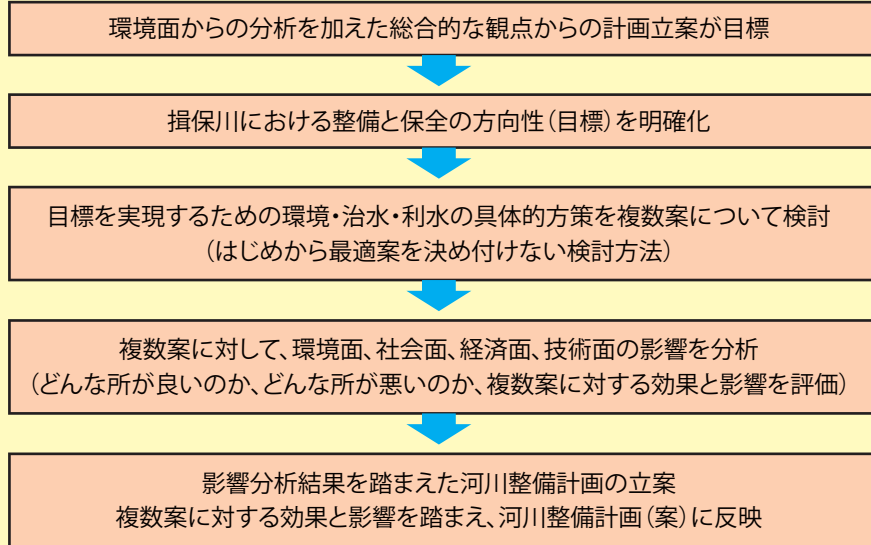 環境面からの分析を加えた総合的な観点からの計画立案が目標
揖保川における整備と保全の方向性(目標)を明確化
目標を実現するための環境・治水・利水の具体的方策を複数案について検討
(はじめから最適案を決め付けない検討方法)
複数案に対して、環境面、社会面、経済面、技術面の影響を分析
(どんな所が良いのか、どんな所が悪いのか、複数案に対する効果と影響を評価)
影響分析結果を踏まえた河川整備計画の立案
複数案に対する効果と影響を踏まえ、河川整備計画(案)に反映